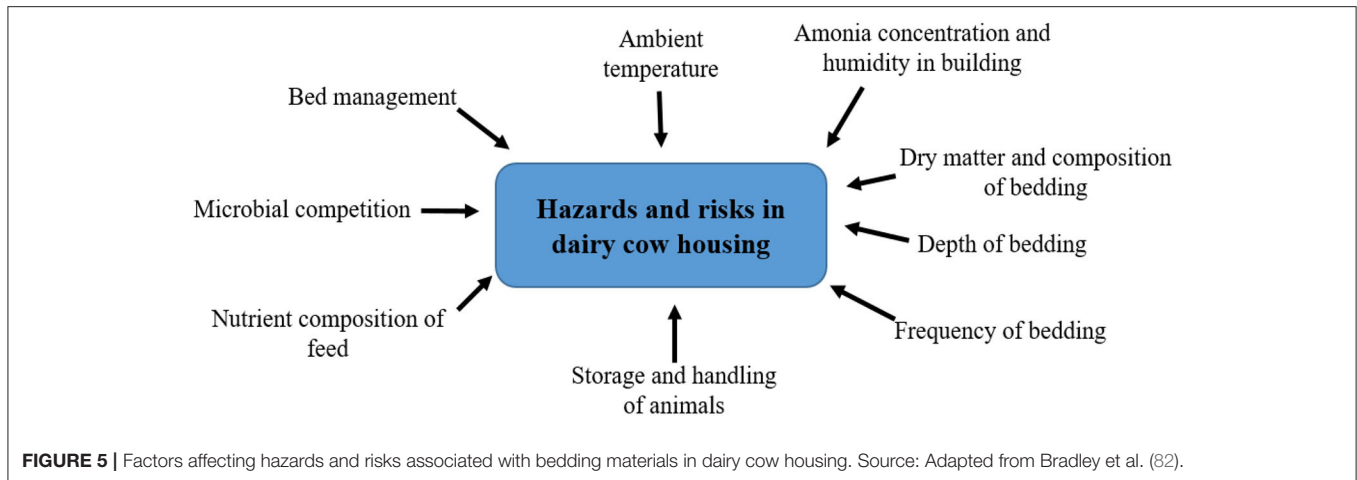 Ambient
temperature
Amonia concentration and
humidity in building
Bed management
Dry matter and composition
of bedding
Microbial competition
Hazards and risks in
dairy cow housing
Depth of bedding
Nutrient composition of
feed
Frequency of bedding
Storage and handling
of animals
FIGURE 5 | Factors affecting hazards and risks associated with bedding materials in dairy cow housing. Source: Adapted from Bradley et al. (82).